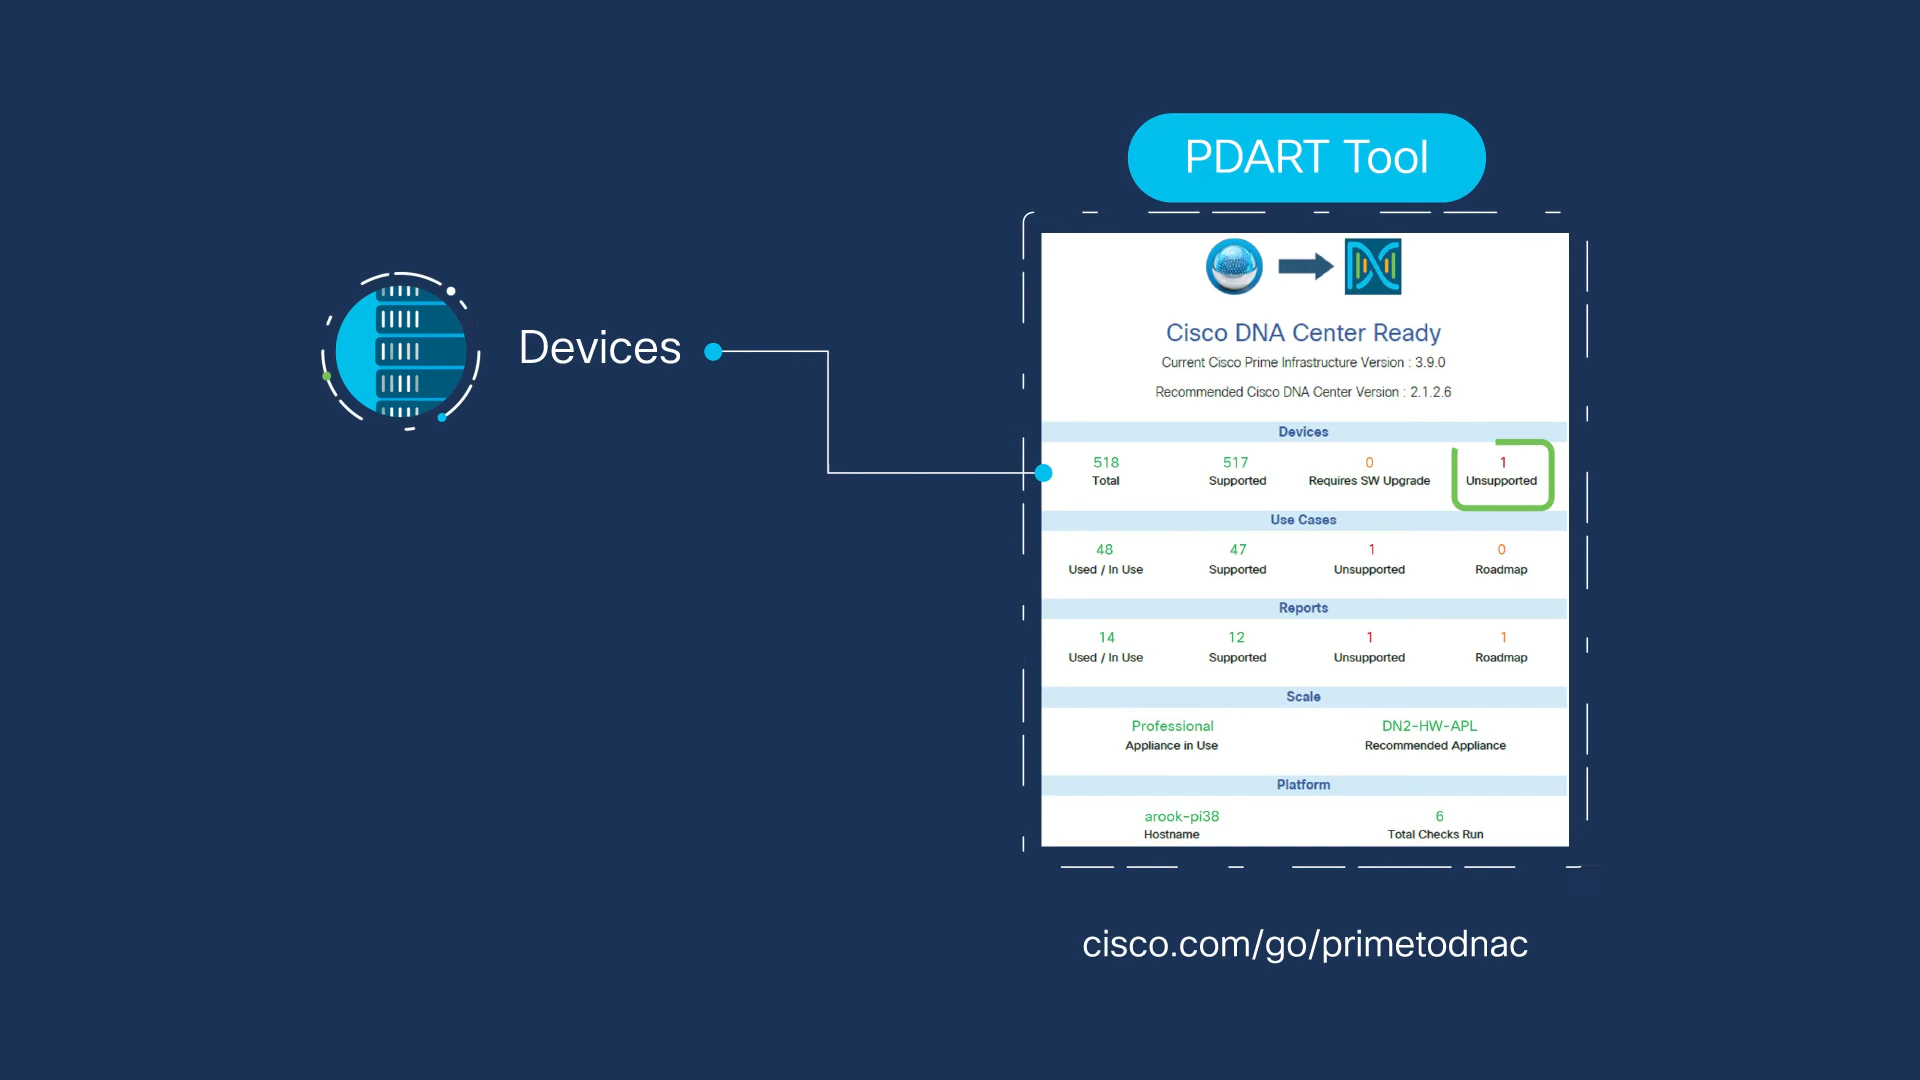 PDART Tool
Devices
Cisco DNA Center Ready
Current Cisco Prime Infrastructure Version : 3.9.0
Recommended Cisco DNA Center Version : 2.1.2.6
Devices
518 517 0 1
Total Supported Requires SW Upgrade Unsupported
Use Cases
48 47 1 0
Used / In Use Supported Unsupported Roadmap
Reports
14 12 1 1
Used / In Use Supported Unsupported Roadmap
Scale
Professional DN2-HW-APL
Appliance in Use Recommended Appliance
Platform
arook-pi38 6
Hostname Total Checks Run
cisco.com/go/primetodnac